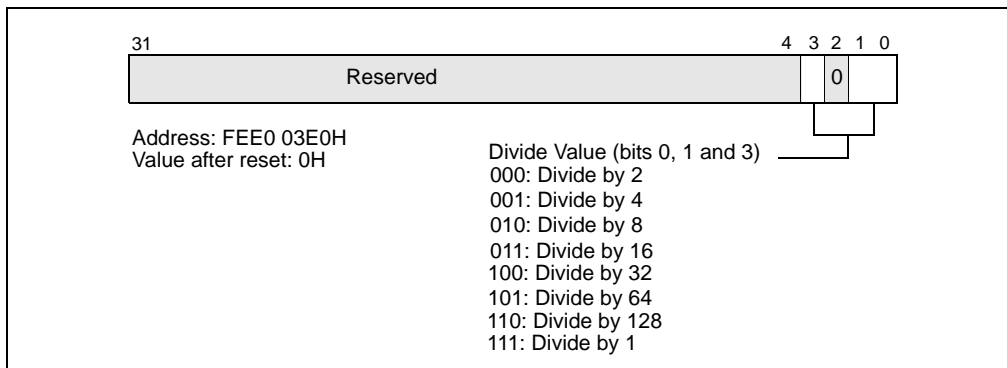 31 4 3 2 1 0
Reserved 0
Address: FEE0 03E0H
Value after reset: 0H
Divide Value (bits 0, 1 and 3)
000: Divide by 2
001: Divide by 4
010: Divide by 8
011: Divide by 16
100: Divide by 32
101: Divide by 64
110: Divide by 128
111: Divide by 1